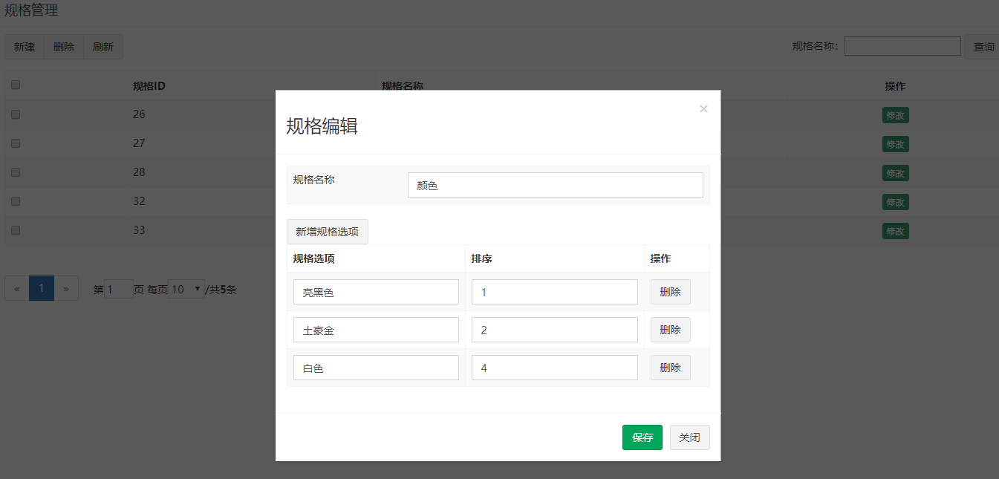 规格管理
新建 删除 刷新 规格名称: 查询
规格ID 规格名称 操作
26 修改
27 修改
28 修改
32 修改
33 修改
« 1 » 第1 页 每页 10 /共5条
×
规格编辑
规格名称 颜色
新增规格选项
规格选项 排序 操作
亮黑色 1 删除
土豪金 2 删除
白色 4 删除
保存 关闭